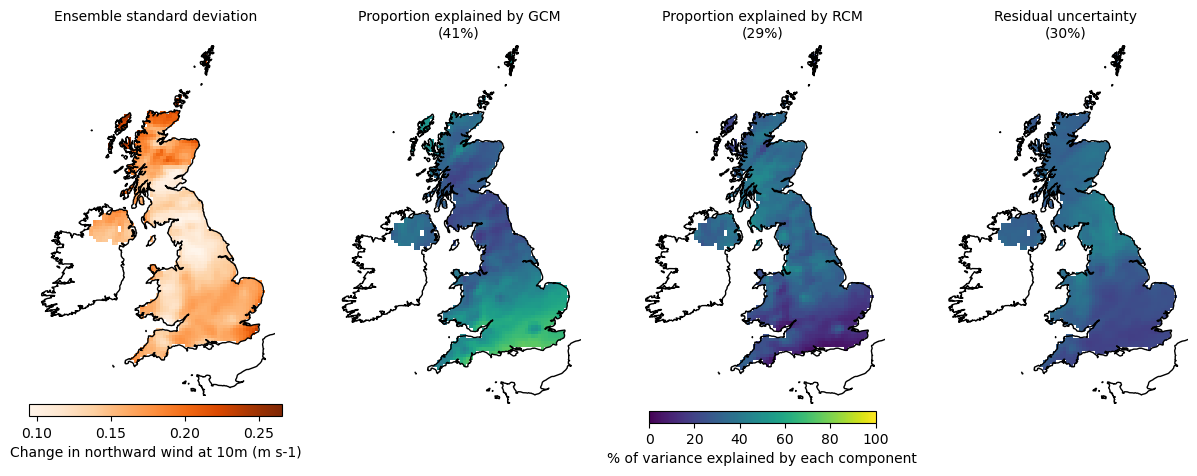 Ensemble standard deviation
Proportion explained by GCM
(41%)
Proportion explained by RCM
(29%)
Residual uncertainty
(30%)
0.10 0.15 0.20 0.25
Change in northward wind at 10m (m s-1)
0 20 40 60 80 100
% of variance explained by each component